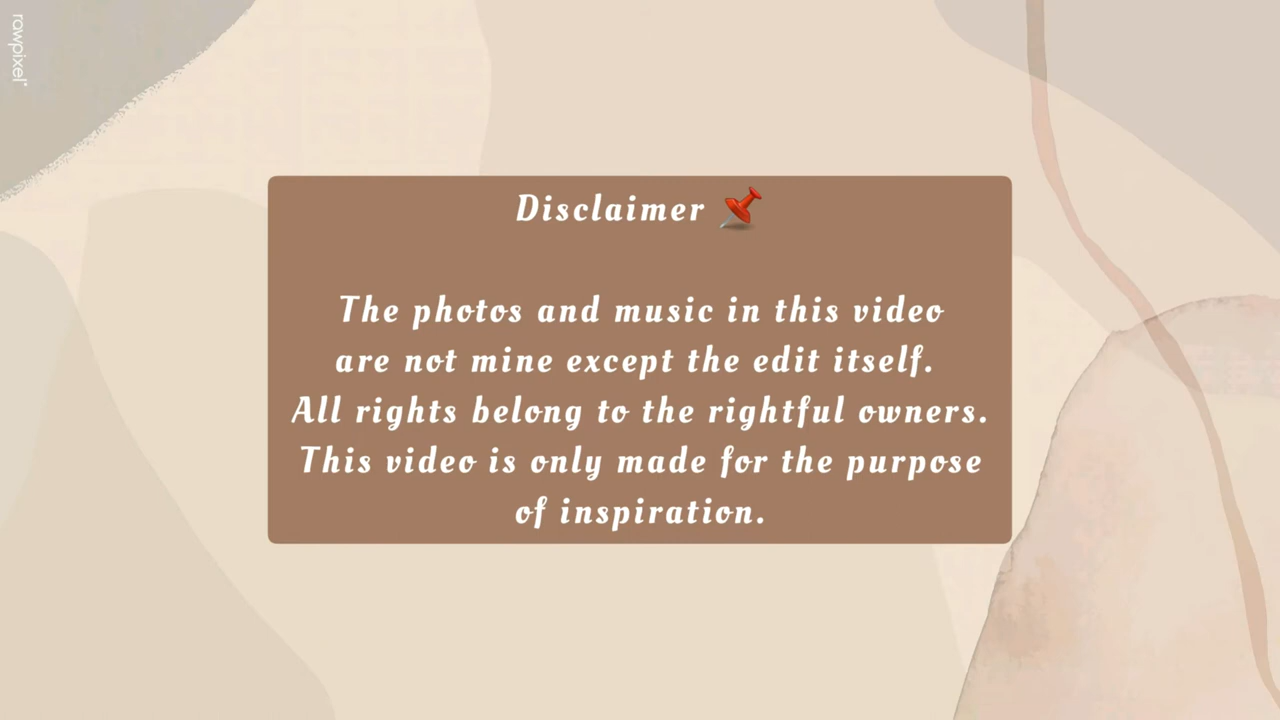 rawpixel
Disclaimer 📌
The photos and music in this video
are not mine except the edit itself.
All rights belong to the rightful owners.
This video is only made for the purpose
of inspiration.